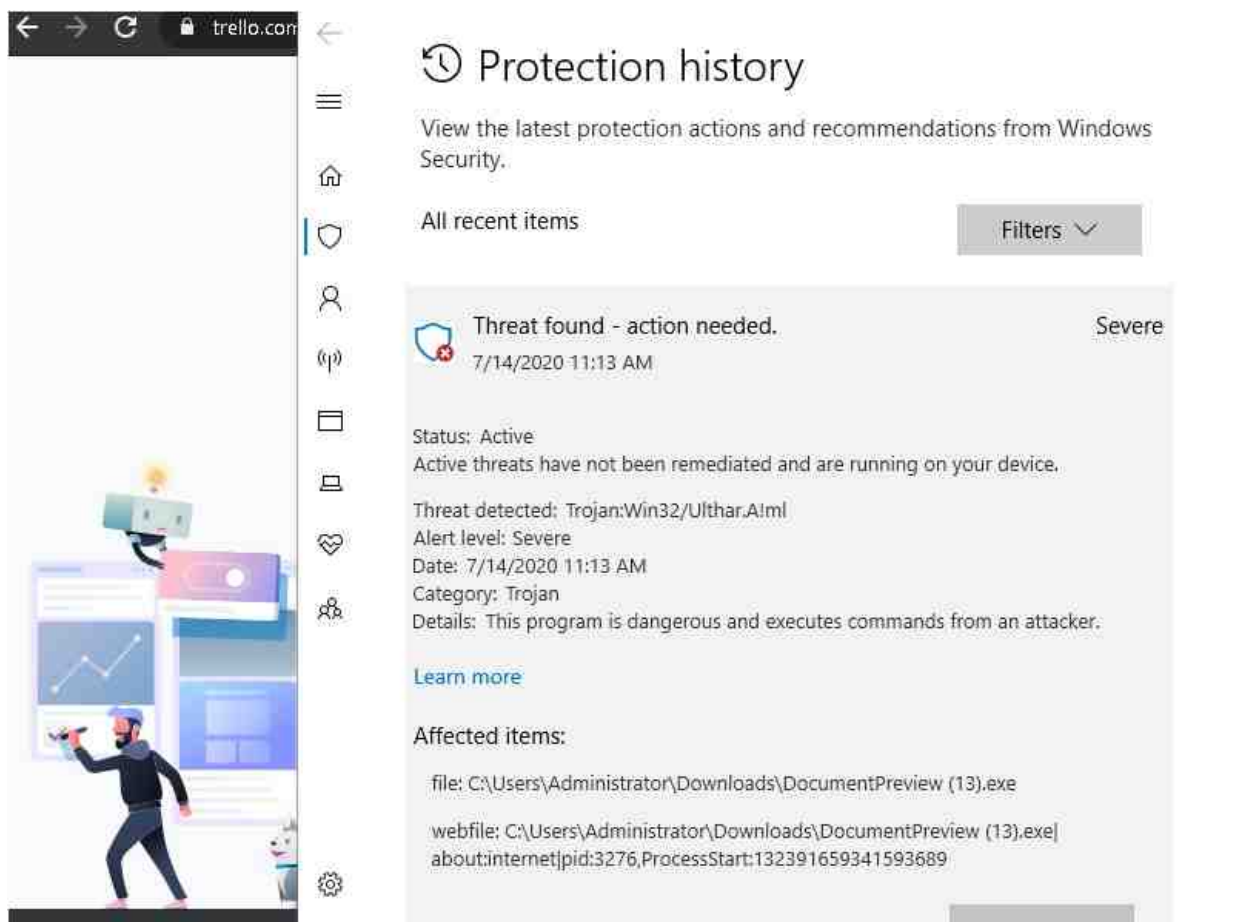 trello.com
Protection history
View the latest protection actions and recommendations from Windows
Security.
All recent items
Filters
Threat found - action needed.
Severe
7/14/2020 11:13 AM
Status: Active
Active threats have not been remediated and are running on your device.
Threat detected: Trojan:Win32/Ulthar.A!ml
Alert level: Severe
Date: 7/14/2020 11:13 AM
Category: Trojan
Details: This program is dangerous and executes commands from an attacker.
Learn more
Affected items:
file: C:\Users\Administrator\Downloads\DocumentPreview (13).exe
webfile: C:\Users\Administrator\Downloads\DocumentPreview (13).exe|
about:internet|pid:3276,ProcessStart:132391659341593689